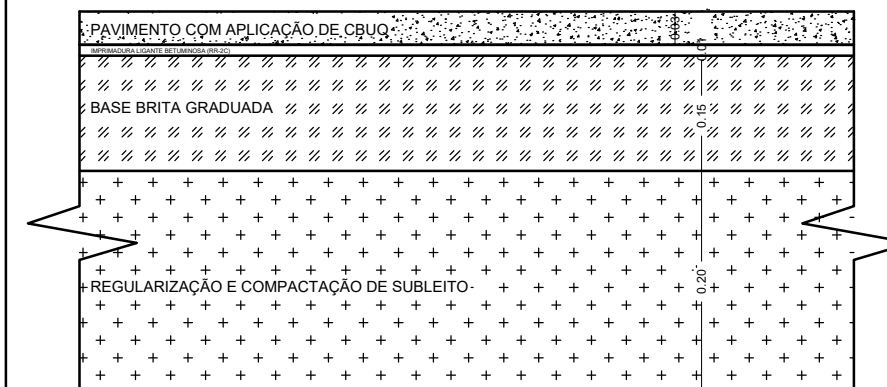 PAVIMENTO COM APLICAÇÃO DE CBUQ
IMPRIMADURA LIGANTE BETUMINOSA (RR-2C)
0.01
BASE BRITA GRADUADA
0.15
REGULARIZAÇÃO E COMPACTAÇÃO DE SUBLEITO
0.20